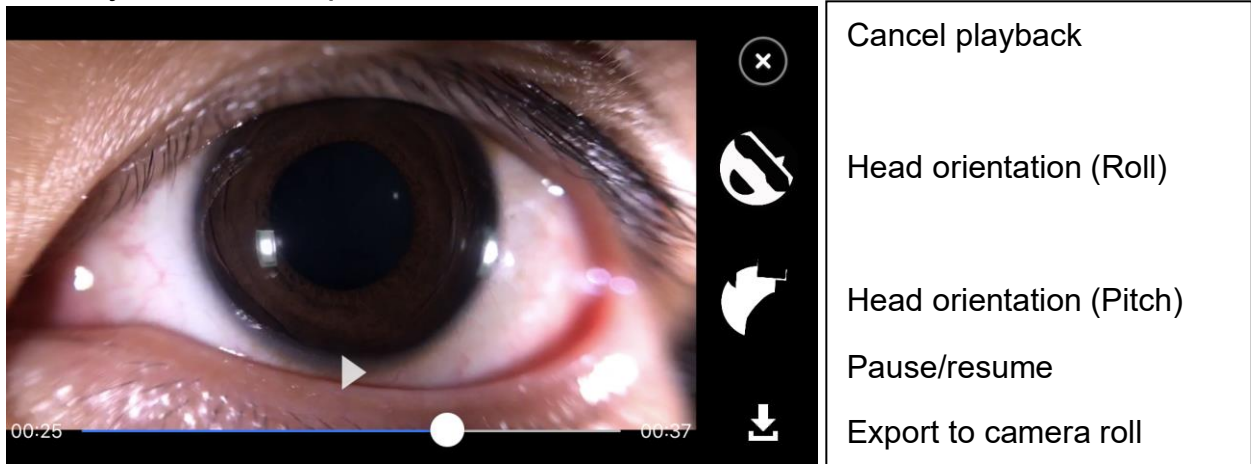 Cancel playback
Head orientation (Roll)
Head orientation (Pitch)
Pause/resume
00:25 00:37
Export to camera roll